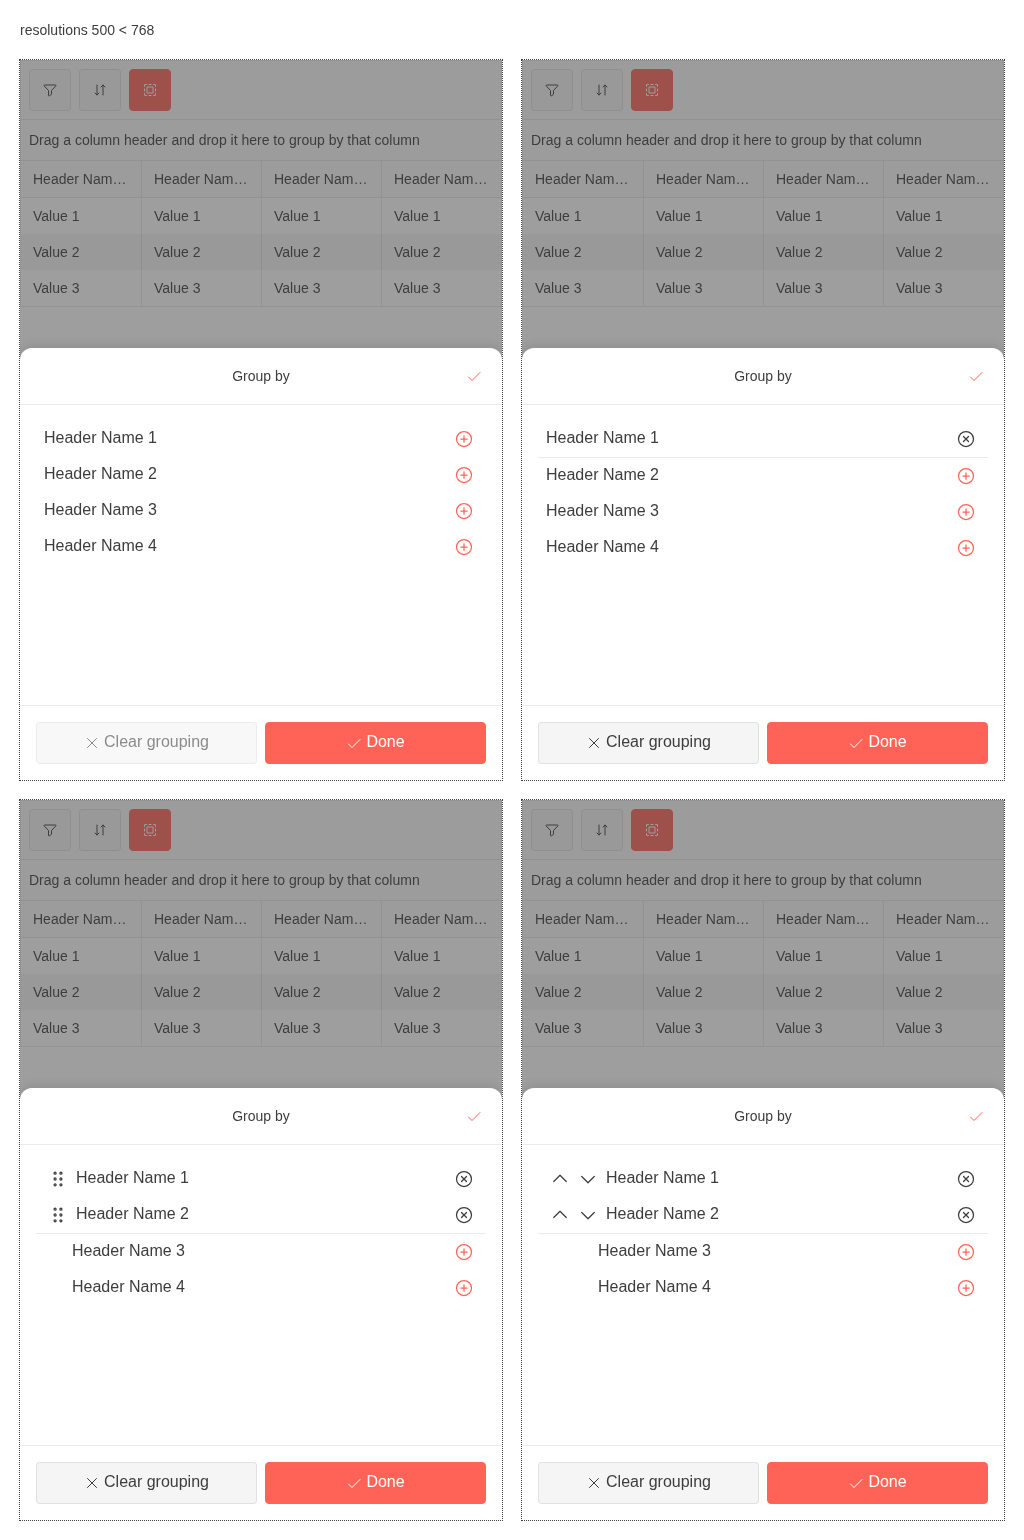 resolutions 500 < 768
Drag a column header and drop it here to group by that column
Header Nam… Header Nam… Header Nam… Header Nam…
Value 1 Value 1 Value 1 Value 1
Value 2 Value 2 Value 2 Value 2
Value 3 Value 3 Value 3 Value 3
Group by
Header Name 1
Header Name 2
Header Name 3
Header Name 4
Clear grouping Done
Drag a column header and drop it here to group by that column
Header Nam… Header Nam… Header Nam… Header Nam…
Value 1 Value 1 Value 1 Value 1
Value 2 Value 2 Value 2 Value 2
Value 3 Value 3 Value 3 Value 3
Group by
Header Name 1
Header Name 2
Header Name 3
Header Name 4
Clear grouping Done
Drag a column header and drop it here to group by that column
Header Nam… Header Nam… Header Nam… Header Nam…
Value 1 Value 1 Value 1 Value 1
Value 2 Value 2 Value 2 Value 2
Value 3 Value 3 Value 3 Value 3
Group by
Header Name 1
Header Name 2
Header Name 3
Header Name 4
Clear grouping Done
Drag a column header and drop it here to group by that column
Header Nam… Header Nam… Header Nam… Header Nam…
Value 1 Value 1 Value 1 Value 1
Value 2 Value 2 Value 2 Value 2
Value 3 Value 3 Value 3 Value 3
Group by
Header Name 1
Header Name 2
Header Name 3
Header Name 4
Clear grouping Done